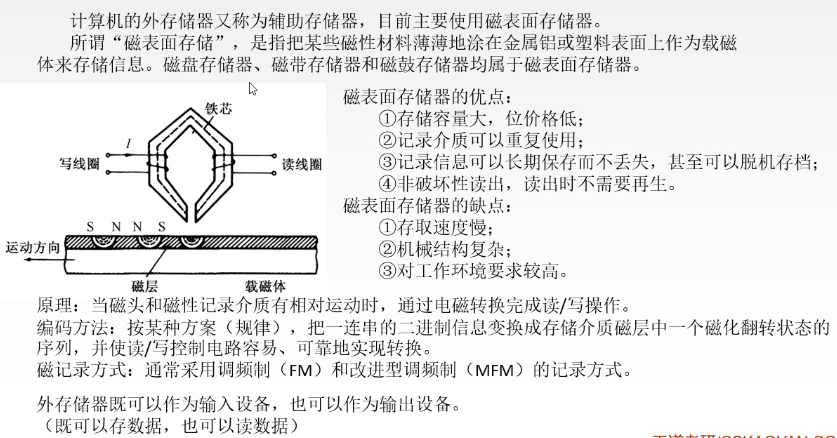 计算机的外存储器又称为辅助存储器，目前主要使用磁表面存储器。
所谓“磁表面存储”，是指把某些磁性材料薄薄地涂在金属铝或塑料表面上作为载磁
体来存储信息。磁盘存储器、磁带存储器和磁鼓存储器均属于磁表面存储器。
铁芯
I
写线圈
读线圈
S N N S
运动方向
磁层
载磁体
磁表面存储器的优点：
①存储容量大，位价格低；
②记录介质可以重复使用；
③记录信息可以长期保存而不丢失，甚至可以脱机存档；
④非破坏性读出，读出时不需要再生。
磁表面存储器的缺点：
①存取速度慢；
②机械结构复杂；
③对工作环境要求较高。
原理：当磁头和磁性记录介质有相对运动时，通过电磁转换完成读/写操作。
编码方法：按某种方案（规律），把一连串的二进制信息变换成存储介质磁层中一个磁化翻转状态的
序列，并使读/写控制电路容易、可靠地实现转换。
磁记录方式：通常采用调频制（FM）和改进型调频制（MFM）的记录方式。
外存储器既可以作为输入设备，也可以作为输出设备。
（既可以存数据，也可以读数据）